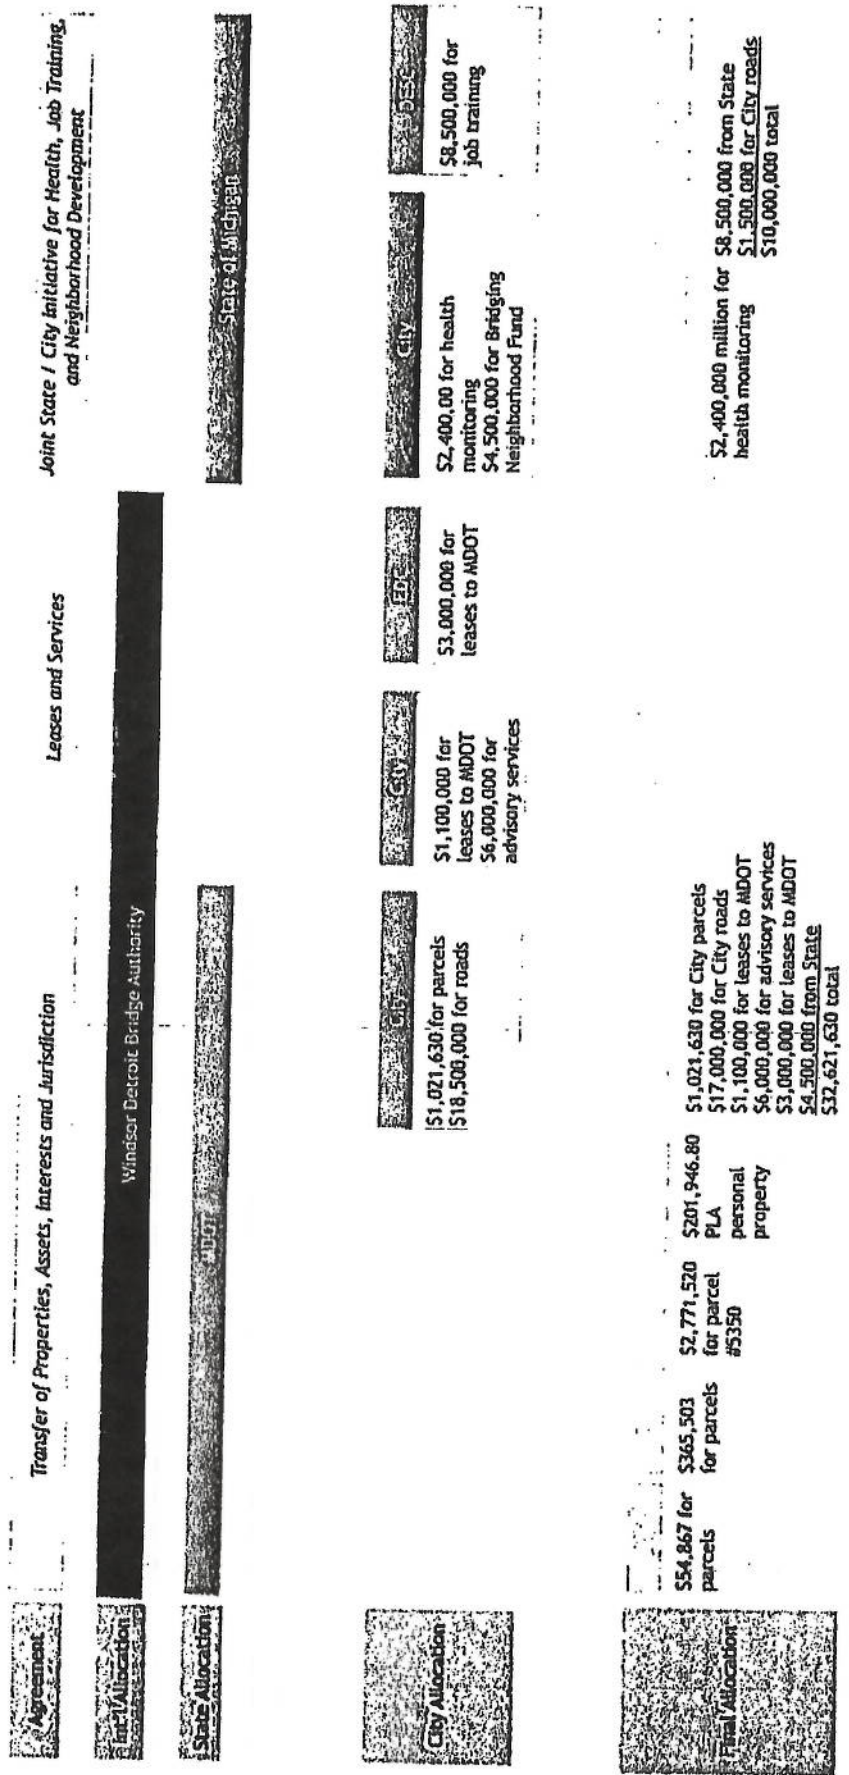 Agreement
Transfer of Properties, Assets, Interests and Jurisdiction
Leases and Services
Joint State / City Initiative for Health, Job Training,
and Neighborhood Development
Int'l Allocation
Windsor Detroit Bridge Authority
State Allocation
MDOT
State of Michigan
City Allocation
City
$1,021,630 for parcels
$18,500,000 for roads
City
$1,100,000 for
leases to MDOT
$6,000,000 for
advisory services
EDC
$3,000,000 for
leases to MDOT
City
$2,400,00 for health
monitoring
$4,500,000 for Bridging
Neighborhood Fund
DESC
$8,500,000 for
job training
Final Allocation
$54,867 for
parcels
$365,503
for parcels
$2,771,520
for parcel
#5350
$201,946.80
PLA
personal
property
$1,021,630 for City parcels
$17,000,000 for City roads
$1,100,000 for leases to MDOT
$6,000,000 for advisory services
$3,000,000 for leases to MDOT
$4,500,000 from State
$32,621,630 total
$2,400,000 million for
health monitoring
$8,500,000 from State
$1,500,000 for City roads
$10,000,000 total